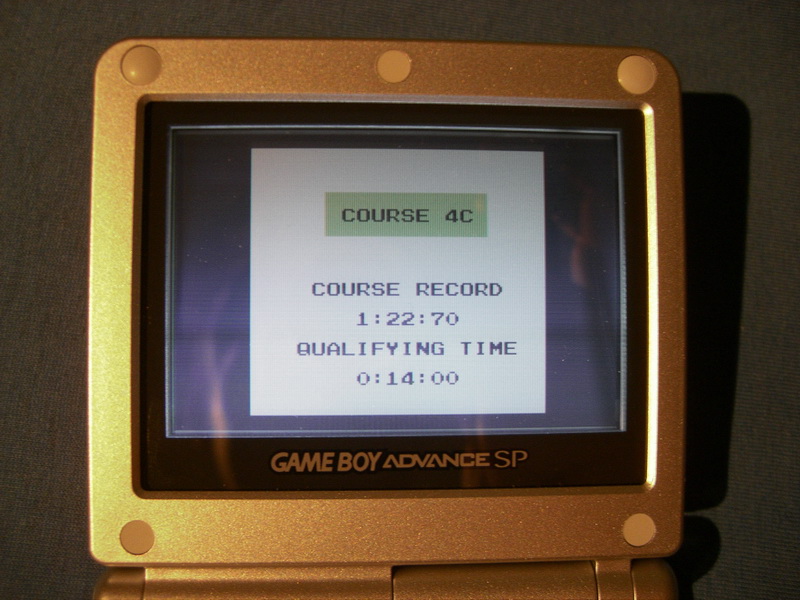 COURSE 4C
COURSE RECORD
1:22:70
QUALIFYING TIME
0:14:00
GAME BOY ADVANCE SP